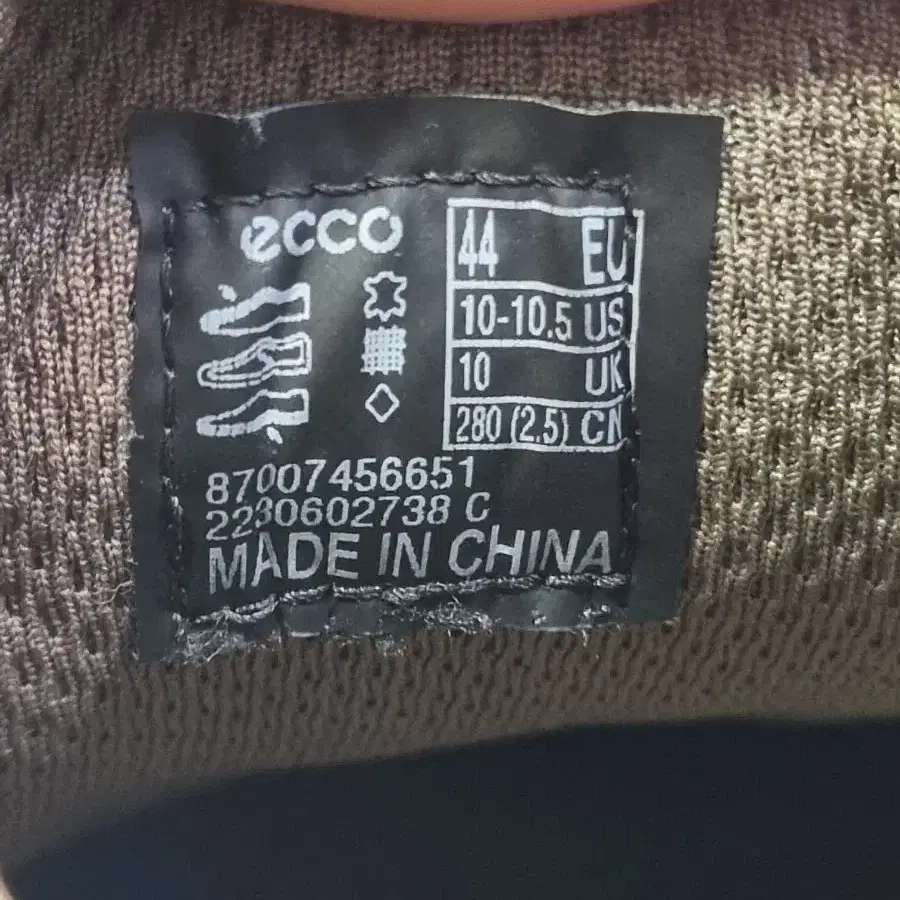 ecco
44 EU
10-10.5 US
10 UK
280 (2.5) CN
87007456651
2230602738 C
MADE IN CHINA